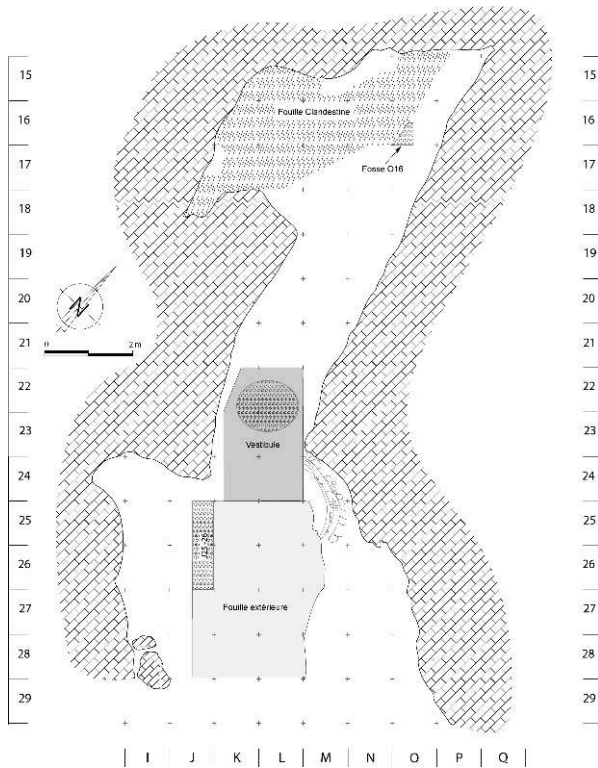 15 15
Fouille Clandestine
16 16
17 17
Fosse O16
18 18
19 19
N
20 20
0 2 m
21 21
22 22
23 23
Vestibule
24 24
25 25
J25-26
26 26
27 27
Fouille extérieure
28 28
29 29
I J K L M N O P Q